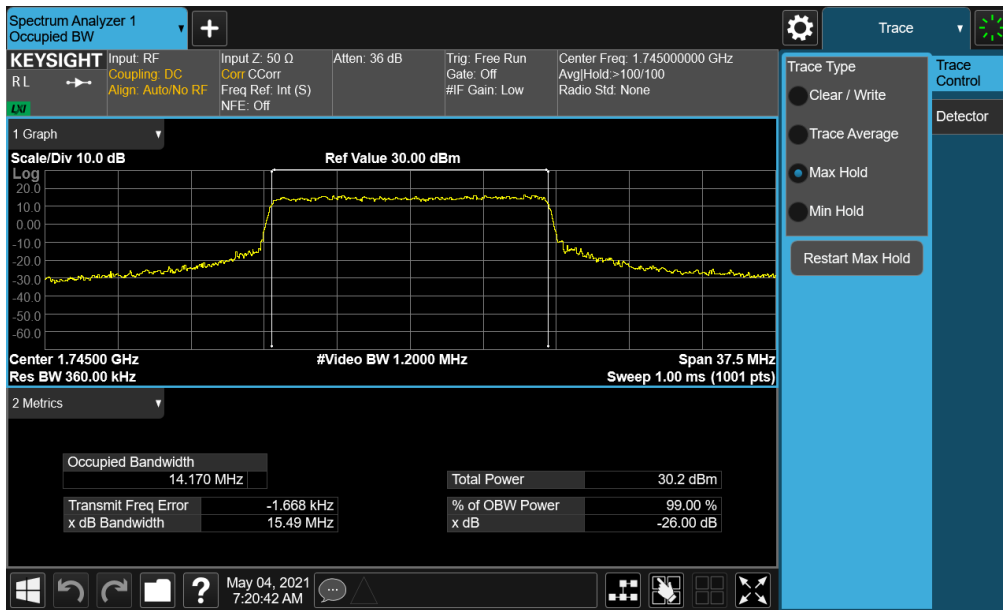 Spectrum Analyzer 1
Occupied BW
+
Trace
KEYSIGHT
R L
LXI
Input: RF
Coupling: DC
Align: Auto/No RF
Input Z: 50 Ω
Corr CCorr
Freq Ref: Int (S)
NFE: Off
Atten: 36 dB
Trig: Free Run
Gate: Off
#IF Gain: Low
Center Freq: 1.745000000 GHz
Avg|Hold:>100/100
Radio Std: None
Trace Type
Clear / Write
Trace Average
Max Hold
Min Hold
Restart Max Hold
Trace
Control
Detector
1 Graph
Scale/Div 10.0 dB
Ref Value 30.00 dBm
Log
20.0
10.0
0.00
-10.0
-20.0
-30.0
-40.0
-50.0
-60.0
Center 1.74500 GHz
#Video BW 1.2000 MHz
Span 37.5 MHz
Res BW 360.00 kHz
Sweep 1.00 ms (1001 pts)
2 Metrics
Occupied Bandwidth
14.170 MHz
Total Power 30.2 dBm
Transmit Freq Error -1.668 kHz
% of OBW Power 99.00 %
x dB Bandwidth 15.49 MHz
x dB -26.00 dB
?
May 04, 2021
7:20:42 AM